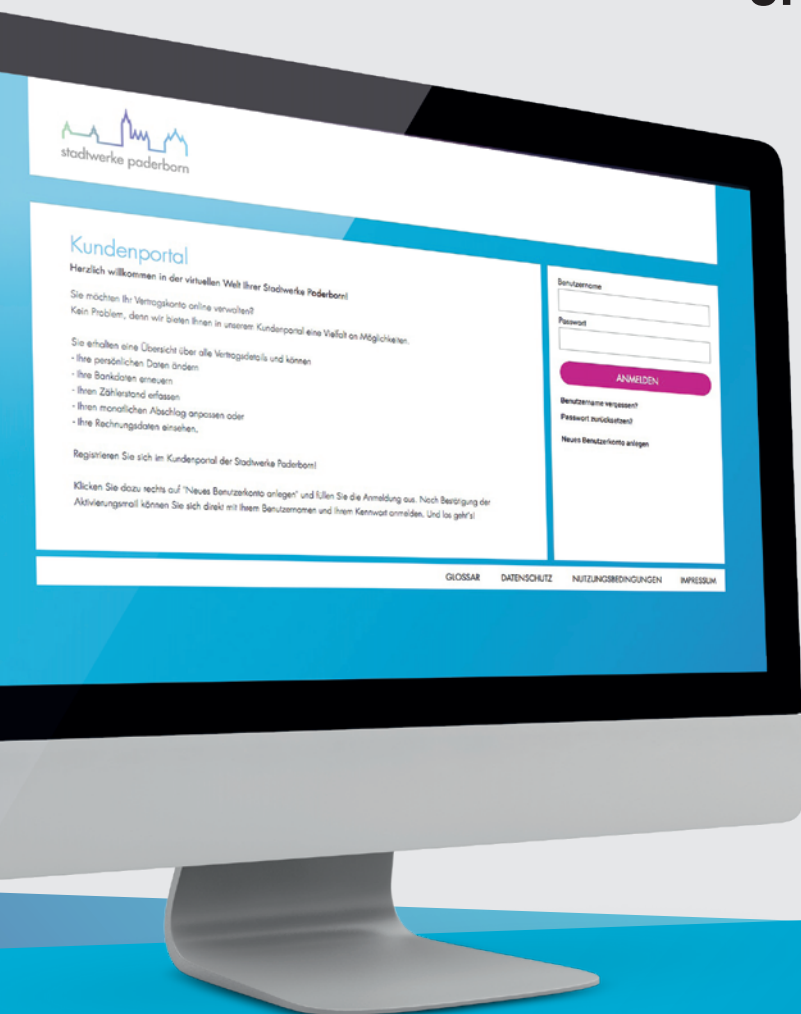 stadtwerke paderborn
Kundenportal
Herzlich willkommen in der virtuellen Welt Ihrer Stadtwerke Paderborn!
Sie möchten Ihr Vertragskonto online verwalten?
Kein Problem, denn wir bieten Ihnen in unserem Kundenportal eine Vielfalt an Möglichkeiten.
Sie erhalten eine Übersicht über alle Vertragsdetails und können
- Ihre persönlichen Daten ändern
- Ihre Bankdaten erneuern
- Ihren Zählerstand erfassen
- Ihren monatlichen Abschlag anpassen oder
- Ihre Rechnungsdaten einsehen.
Registrieren Sie sich im Kundenportal der Stadtwerke Paderborn!
Klicken Sie dazu rechts auf "Neues Benutzerkonto anlegen" und füllen Sie die Anmeldung aus. Nach Bestätigung der
Aktivierungsmail können Sie sich direkt mit Ihrem Benutzernamen und Ihrem Kennwort anmelden. Und los geht's!
Benutzername
Passwort
ANMELDEN
Benutzername vergessen?
Passwort zurücksetzen?
Neues Benutzerkonto anlegen
GLOSSAR DATENSCHUTZ NUTZUNGSBEDINGUNGEN IMPRESSUM